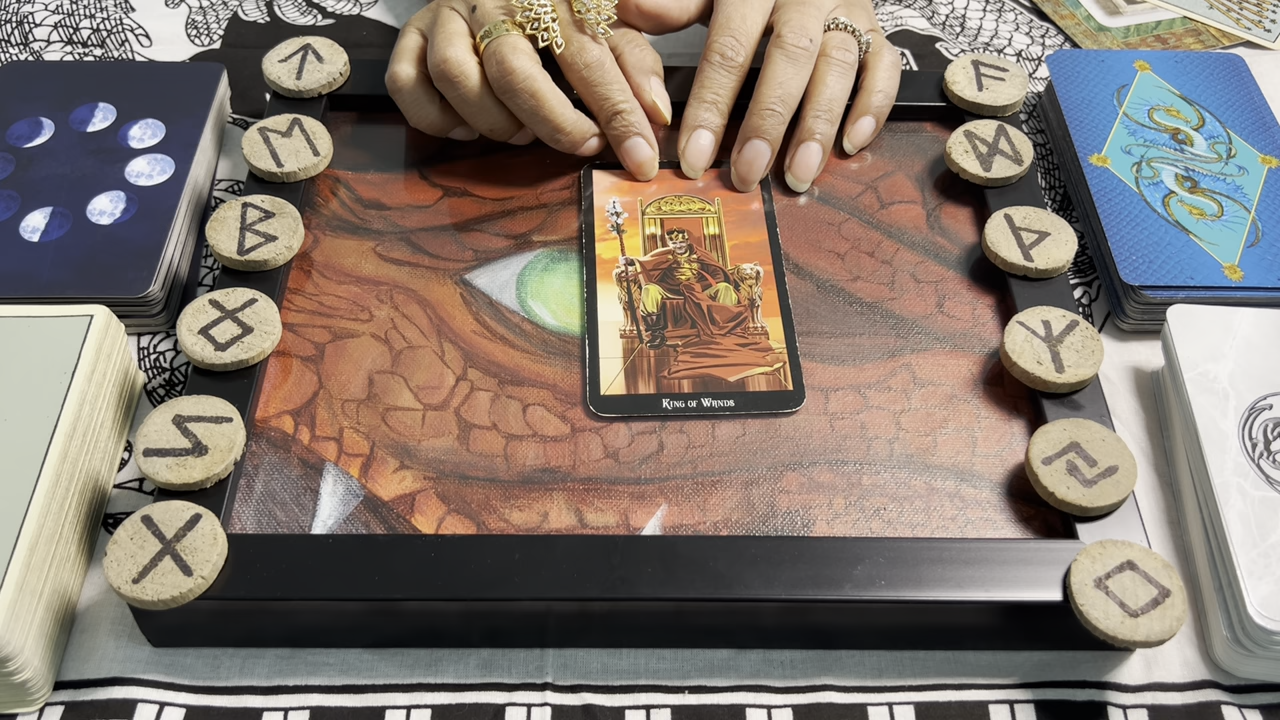 ᛏ
ᚨ
ᛖ
ᛞ
ᛒ
ᚦ
ᛟ
ᛉ
King of Wands
ᛊ
ᛃ
ᚷ
ᛜ